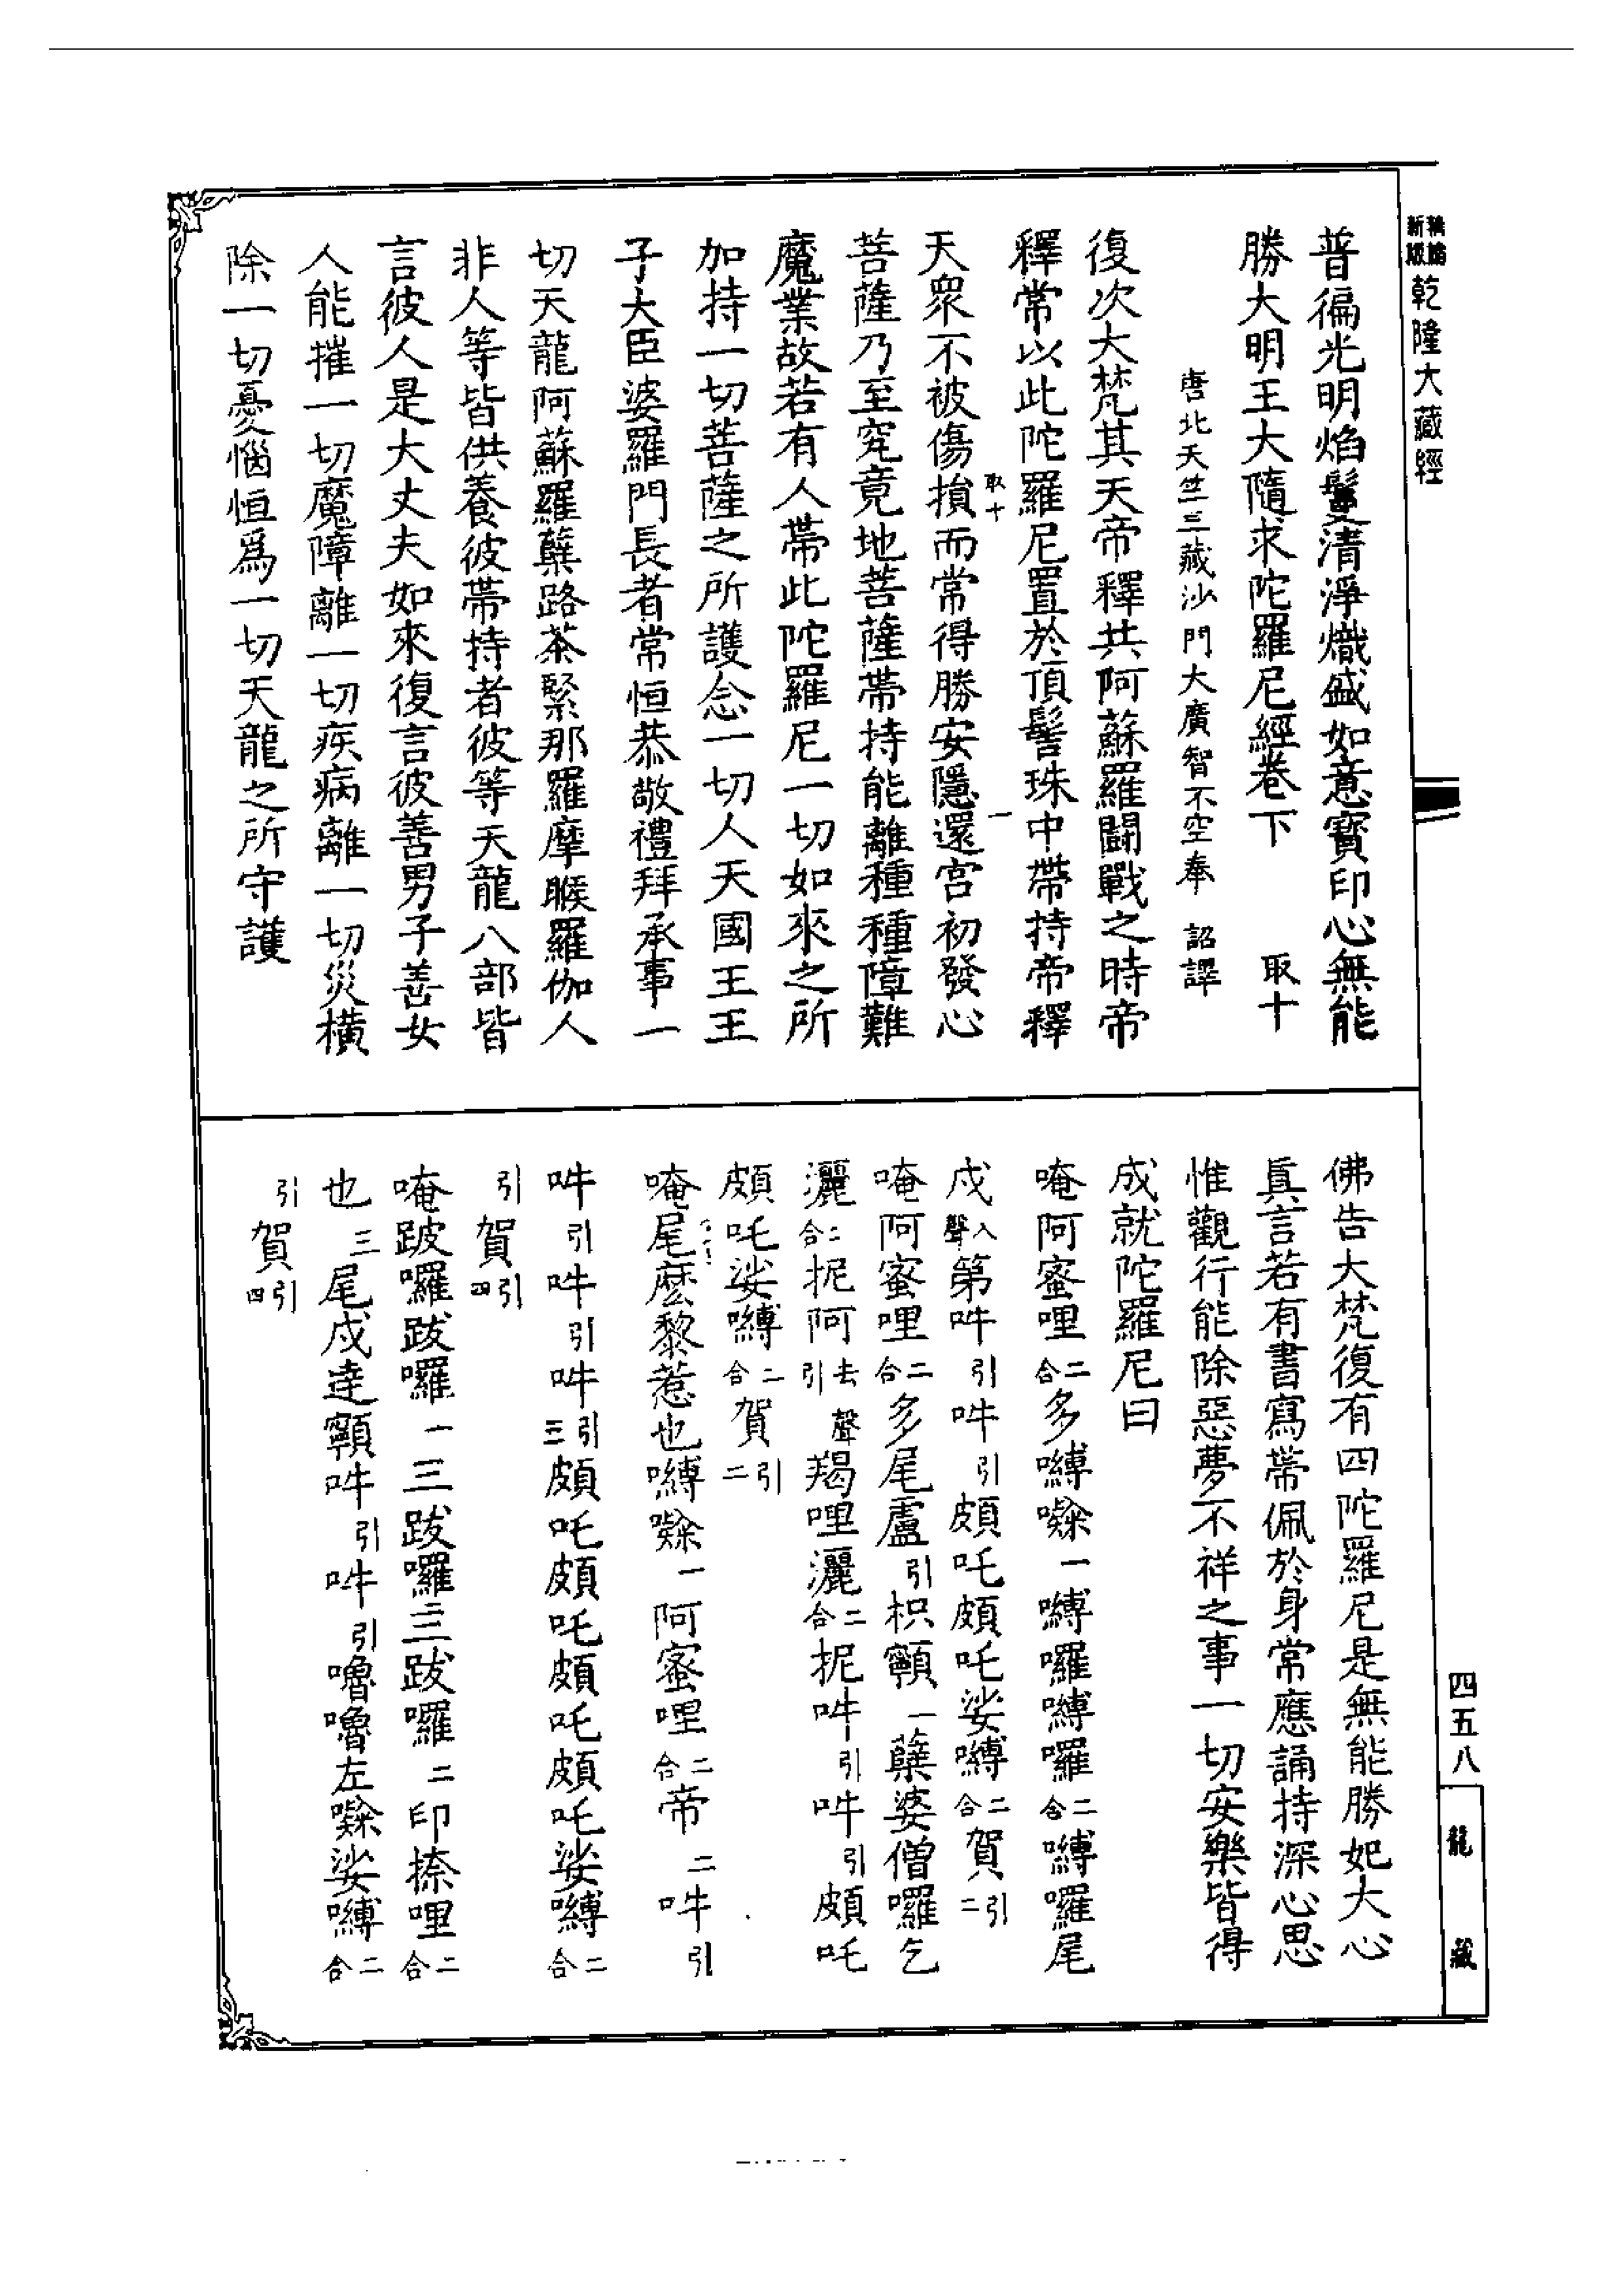 新版
乾隆大藏經
普徧光明焰鬘清淨熾盛如意寶印心無能
勝大明王大隨求陀羅尼經卷下 取十
唐北天竺三藏沙門大廣智不空奉 詔譯
復次大梵其天帝釋共阿蘇羅鬬戰之時帝
釋常以此陀羅尼置於頂髻珠中帶持帝釋
取十 一
天眾不被傷損而常得勝安隱還宮初發心
菩薩乃至究竟地菩薩帶持能離種種障難
魔業故若有人帶此陀羅尼一切如來之所
加持一切菩薩之所護念一切人天國王王
子大臣婆羅門長者常恒恭敬禮拜承事一
切天龍阿蘇羅蘖路茶緊那羅摩睺羅伽人
非人等皆供養彼帶持者彼等天龍八部皆
言彼人是大丈夫如來復言彼善男子善女
人能摧一切魔障離一切疾病離一切災橫
除一切憂惱恒爲一切天龍之所守護
佛告大梵復有四陀羅尼是無能勝妃大心
眞言若有書寫帶佩於身常應誦持深心思
惟觀行能除惡夢不祥之事一切安樂皆得
成就陀羅尼曰
唵阿蜜哩二合多嚩㘑一嚩囉嚩囉二合嚩囉尾
戍入聲第吽引吽引頗吒頗吒娑嚩二合賀引二
唵阿蜜哩二合多尾盧引枳𩕳一蘖婆僧囉乞
灑二合抳阿去聲引羯哩灑二合抳吽引吽引頗吒
頗吒娑嚩二合賀引二
唵尾麼黎惹也嚩㘑一阿蜜哩二合帝二吽引
吽引吽引吽引三頗吒頗吒頗吒頗吒娑嚩二合
引賀引四
唵跛囉跋囉一三跋囉三跋囉二印捺哩二合
也三尾戍達𩕳吽引吽引嚕嚕左㘑娑嚩二合
引賀引四
四五八
龍 藏